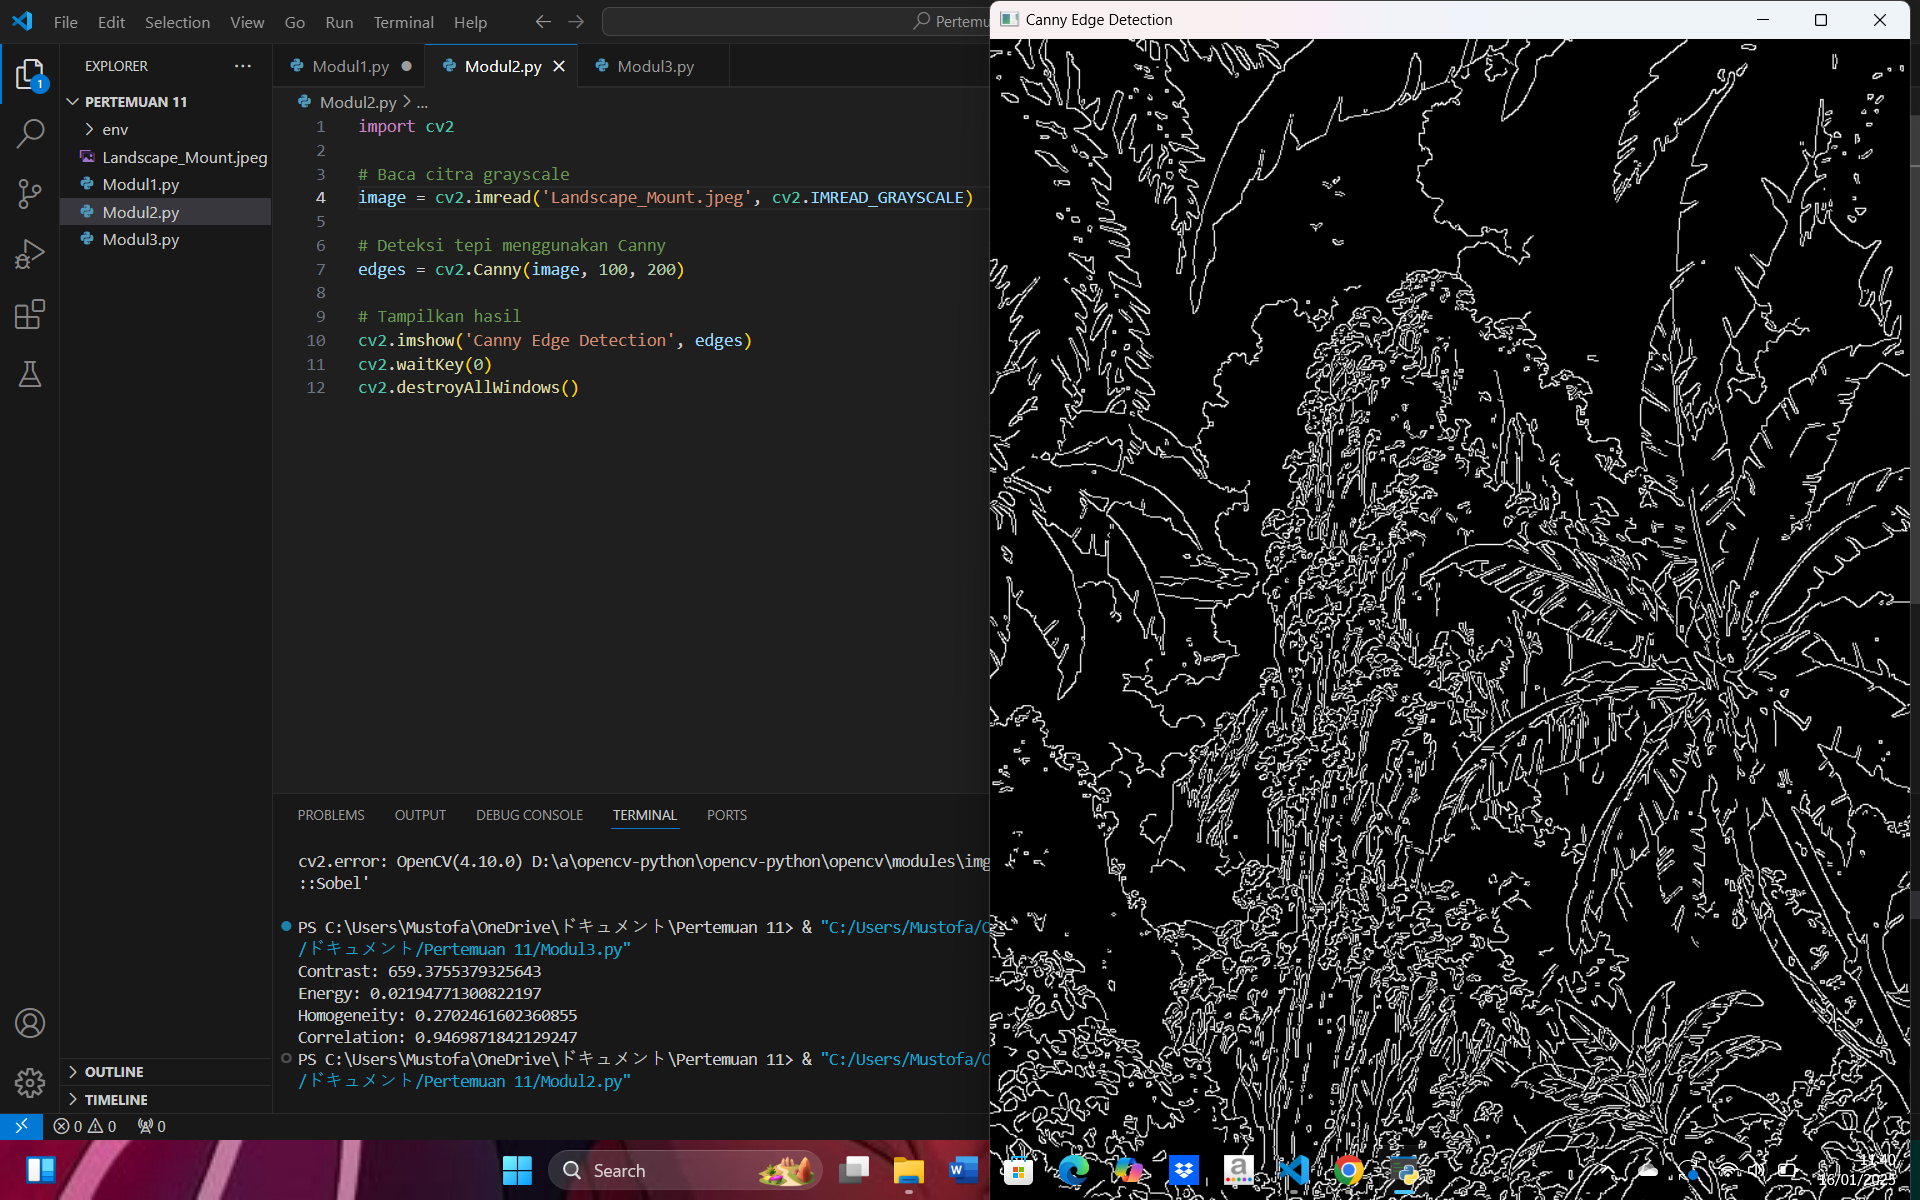 File Edit Selection View Go Run Terminal Help
Pertemu
Canny Edge Detection
EXPLORER
Modul1.py
Modul2.py
Modul3.py
PERTEMUAN 11
env
Landscape_Mount.jpeg
Modul1.py
Modul2.py
Modul3.py
Modul2.py > ...
1 import cv2
2
3 # Baca citra grayscale
4 image = cv2.imread('Landscape_Mount.jpeg', cv2.IMREAD_GRAYSCALE)
5
6 # Deteksi tepi menggunakan Canny
7 edges = cv2.Canny(image, 100, 200)
8
9 # Tampilkan hasil
10 cv2.imshow('Canny Edge Detection', edges)
11 cv2.waitKey(0)
12 cv2.destroyAllWindows()
PROBLEMS OUTPUT DEBUG CONSOLE TERMINAL PORTS
cv2.error: OpenCV(4.10.0) D:\a\opencv-python\opencv-python\opencv\modules\img
::Sobel'
PS C:\Users\Mustofa\OneDrive\ドキュメント\Pertemuan 11> & "C:/Users/Mustofa/O
/ドキュメント/Pertemuan 11/Modul3.py"
Contrast: 659.3755379325643
Energy: 0.02194771300822197
Homogeneity: 0.2702461602360855
Correlation: 0.9469871842129247
PS C:\Users\Mustofa\OneDrive\ドキュメント\Pertemuan 11> & "C:/Users/Mustofa/O
/ドキュメント/Pertemuan 11/Modul2.py"
OUTLINE
TIMELINE
1
0 0 0
Search
11:40
16/01/2025